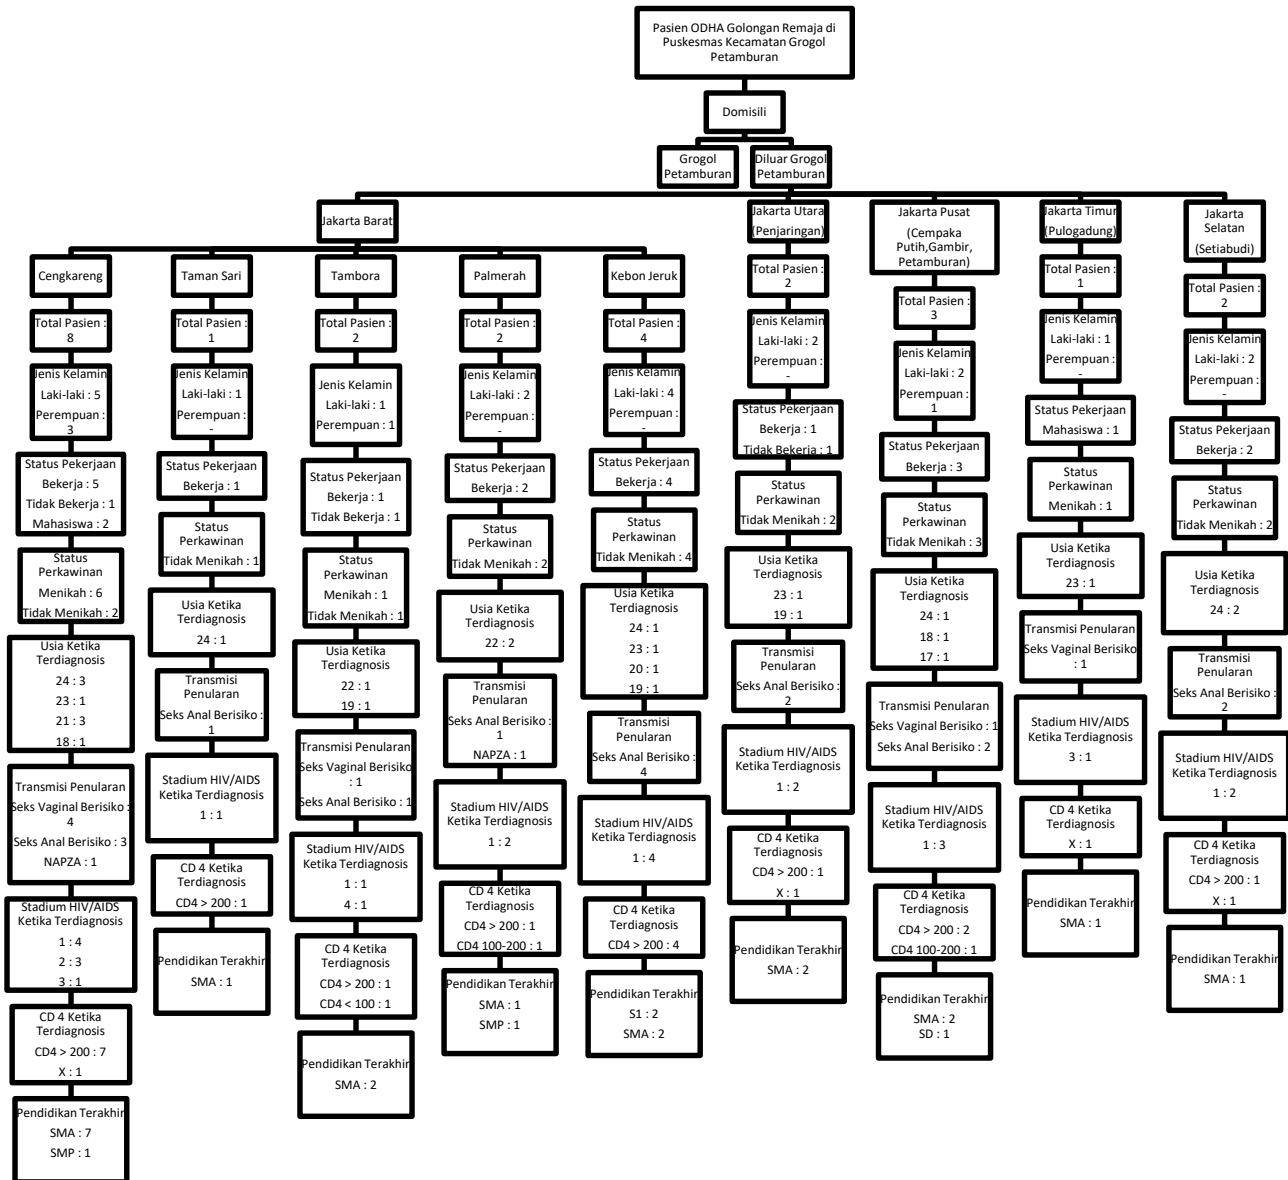 Pasien ODHA Golongan Remaja di
Puskesmas Kecamatan Grogol
Petamburan
Domisili
Grogol
Petamburan
Diluar Grogol
Petamburan
Jakarta Barat
Cengkareng
Total Pasien :
8
Jenis Kelamin
Laki-laki : 5
Perempuan :
3
Status Pekerjaan
Bekerja : 5
Tidak Bekerja : 1
Mahasiswa : 2
Status
Perkawinan
Menikah : 6
Tidak Menikah : 2
Usia Ketika
Terdiagnosis
24 : 3
23 : 1
21 : 3
18 : 1
Transmisi Penularan
Seks Vaginal Berisiko :
4
Seks Anal Berisiko : 3
NAPZA : 1
Stadium HIV/AIDS
Ketika Terdiagnosis
1 : 4
2 : 3
3 : 1
CD 4 Ketika
Terdiagnosis
CD4 > 200 : 7
X : 1
Pendidikan Terakhir
SMA : 7
SMP : 1
Taman Sari
Total Pasien :
1
Jenis Kelamin
Laki-laki : 1
Perempuan :
-
Status Pekerjaan
Bekerja : 1
Status
Perkawinan
Tidak Menikah : 1
Usia Ketika
Terdiagnosis
24 : 1
Transmisi
Penularan
Seks Anal Berisiko :
1
Stadium HIV/AIDS
Ketika Terdiagnosis
1 : 1
CD 4 Ketika
Terdiagnosis
CD4 > 200 : 1
Pendidikan Terakhir
SMA : 1
Tambora
Total Pasien :
2
Jenis Kelamin
Laki-laki : 1
Perempuan : 1
Status Pekerjaan
Bekerja : 1
Tidak Bekerja : 1
Status
Perkawinan
Menikah : 1
Tidak Menikah : 1
Usia Ketika
Terdiagnosis
22 : 1
19 : 1
Transmisi Penularan
Seks Vaginal Berisiko
: 1
Seks Anal Berisiko : 1
Stadium HIV/AIDS
Ketika Terdiagnosis
1 : 1
4 : 1
CD 4 Ketika
Terdiagnosis
CD4 > 200 : 1
CD4 < 100 : 1
Pendidikan Terakhir
SMA : 2
Palmerah
Total Pasien :
2
Jenis Kelamin
Laki-laki : 2
Perempuan :
-
Status Pekerjaan
Bekerja : 2
Status
Perkawinan
Tidak Menikah : 2
Usia Ketika
Terdiagnosis
22 : 2
Transmisi
Penularan
Seks Anal Berisiko :
1
NAPZA : 1
Stadium HIV/AIDS
Ketika Terdiagnosis
1 : 2
CD 4 Ketika
Terdiagnosis
CD4 > 200 : 1
CD4 100-200 : 1
Pendidikan Terakhir
SMA : 1
SMP : 1
Kebon Jeruk
Total Pasien :
4
Jenis Kelamin
Laki-laki : 4
Perempuan :
-
Status Pekerjaan
Bekerja : 4
Status
Perkawinan
Tidak Menikah : 4
Usia Ketika
Terdiagnosis
24 : 1
23 : 1
20 : 1
19 : 1
Transmisi
Penularan
Seks Anal Berisiko :
4
Stadium HIV/AIDS
Ketika Terdiagnosis
1 : 4
CD 4 Ketika
Terdiagnosis
CD4 > 200 : 4
Pendidikan Terakhir
S1 : 2
SMA : 2
Jakarta Utara
(Penjaringan)
Total Pasien :
2
Jenis Kelamin
Laki-laki : 2
Perempuan :
-
Status Pekerjaan
Bekerja : 1
Tidak Bekerja : 1
Status
Perkawinan
Tidak Menikah : 2
Usia Ketika
Terdiagnosis
23 : 1
19 : 1
Transmisi
Penularan
Seks Anal Berisiko :
2
Stadium HIV/AIDS
Ketika Terdiagnosis
1 : 2
CD 4 Ketika
Terdiagnosis
CD4 > 200 : 1
X : 1
Pendidikan Terakhir
SMA : 2
Jakarta Pusat
(Cempaka
Putih,Gambir,
Petamburan)
Total Pasien :
3
Jenis Kelamin
Laki-laki : 2
Perempuan :
1
Status Pekerjaan
Bekerja : 3
Status
Perkawinan
Tidak Menikah : 3
Usia Ketika
Terdiagnosis
24 : 1
18 : 1
17 : 1
Transmisi Penularan
Seks Vaginal Berisiko : 1
Seks Anal Berisiko : 2
Stadium HIV/AIDS
Ketika Terdiagnosis
1 : 3
CD 4 Ketika
Terdiagnosis
CD4 > 200 : 2
CD4 100-200 : 1
Pendidikan Terakhir
SMA : 2
SD : 1
Jakarta Timur
(Pulogadung)
Total Pasien :
1
Jenis Kelamin
Laki-laki : 1
Perempuan :
-
Status Pekerjaan
Mahasiswa : 1
Status
Perkawinan
Menikah : 1
Usia Ketika
Terdiagnosis
23 : 1
Transmisi Penularan
Seks Vaginal Berisiko
: 1
Stadium HIV/AIDS
Ketika Terdiagnosis
3 : 1
CD 4 Ketika
Terdiagnosis
X : 1
Pendidikan Terakhir
SMA : 1
Jakarta
Selatan
(Setiabudi)
Total Pasien :
2
Jenis Kelamin
Laki-laki : 2
Perempuan :
-
Status Pekerjaan
Bekerja : 2
Status
Perkawinan
Tidak Menikah : 2
Usia Ketika
Terdiagnosis
24 : 2
Transmisi
Penularan
Seks Anal Berisiko :
2
Stadium HIV/AIDS
Ketika Terdiagnosis
1 : 2
CD 4 Ketika
Terdiagnosis
CD4 > 200 : 1
X : 1
Pendidikan Terakhir
SMA : 1